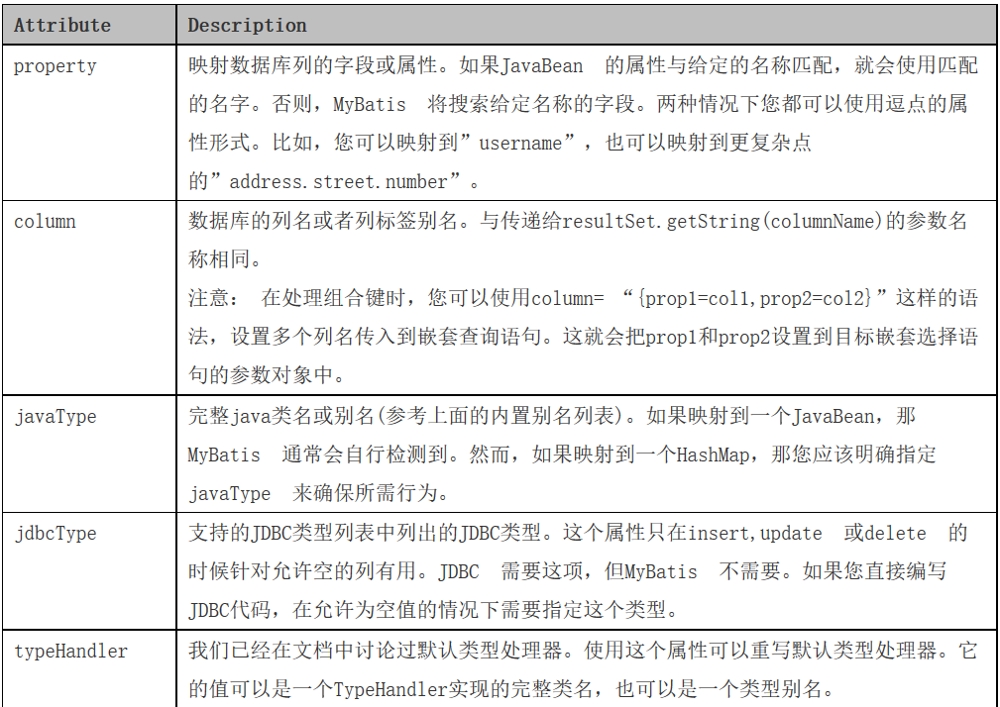 Attribute Description
property 映射数据库列的字段或属性。如果JavaBean 的属性与给定的名称匹配，就会使用匹配
的名字。否则，MyBatis 将搜索给定名称的字段。两种情况下您都可以使用逗点的属
性形式。比如，您可以映射到”username”，也可以映射到更复杂点
的”address.street.number”。
column 数据库的列名或者列标签别名。与传递给resultSet.getString(columnName)的参数名
称相同。
注意： 在处理组合键时，您可以使用column= “{prop1=col1,prop2=col2}”这样的语
法，设置多个列名传入到嵌套查询语句。这就会把prop1和prop2设置到目标嵌套选择语
句的参数对象中。
javaType 完整java类名或别名(参考上面的内置别名列表)。如果映射到一个JavaBean，那
MyBatis 通常会自行检测到。然而，如果映射到一个HashMap，那您应该明确指定
javaType 来确保所需行为。
jdbcType 支持的JDBC类型列表中列出的JDBC类型。这个属性只在insert,update 或delete 的
时候针对允许空的列有用。JDBC 需要这项，但MyBatis 不需要。如果您直接编写
JDBC代码，在允许为空值的情况下需要指定这个类型。
typeHandler 我们已经在文档中讨论过默认类型处理器。使用这个属性可以重写默认类型处理器。它
的值可以是一个TypeHandler实现的完整类名，也可以是一个类型别名。